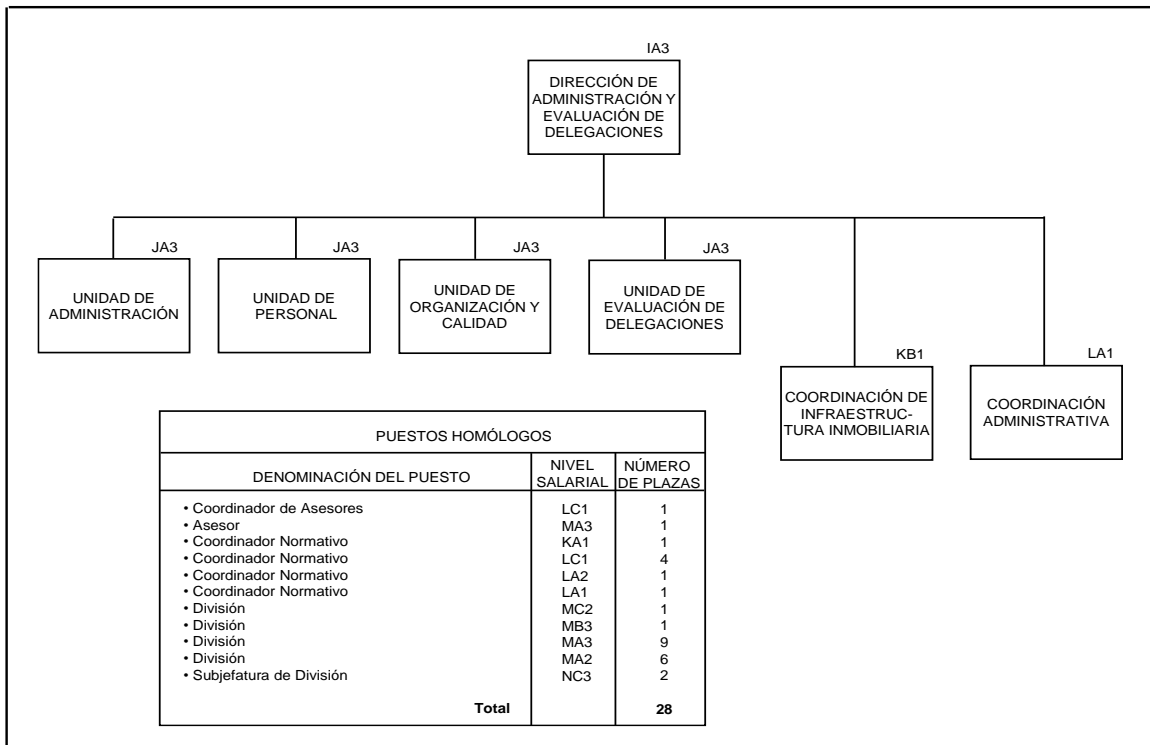 IA3
DIRECCIÓN DE
ADMINISTRACIÓN Y
EVALUACIÓN DE
DELEGACIONES
JA3
UNIDAD DE
ADMINISTRACIÓN
JA3
UNIDAD DE
PERSONAL
JA3
UNIDAD DE
ORGANIZACIÓN Y
CALIDAD
JA3
UNIDAD DE
EVALUACIÓN DE
DELEGACIONES
KB1
COORDINACIÓN DE
INFRAESTRUC-
TURA INMOBILIARIA
LA1
COORDINACIÓN
ADMINISTRATIVA
PUESTOS HOMÓLOGOS
DENOMINACIÓN DEL PUESTO
NIVEL
SALARIAL
NÚMERO
DE PLAZAS
• Coordinador de Asesores LC1 1
• Asesor MA3 1
• Coordinador Normativo KA1 1
• Coordinador Normativo LC1 4
• Coordinador Normativo LA2 1
• Coordinador Normativo LA1 1
• División MC2 1
• División MB3 1
• División MA3 9
• División MA2 6
• Subjefatura de División NC3 2
Total 28